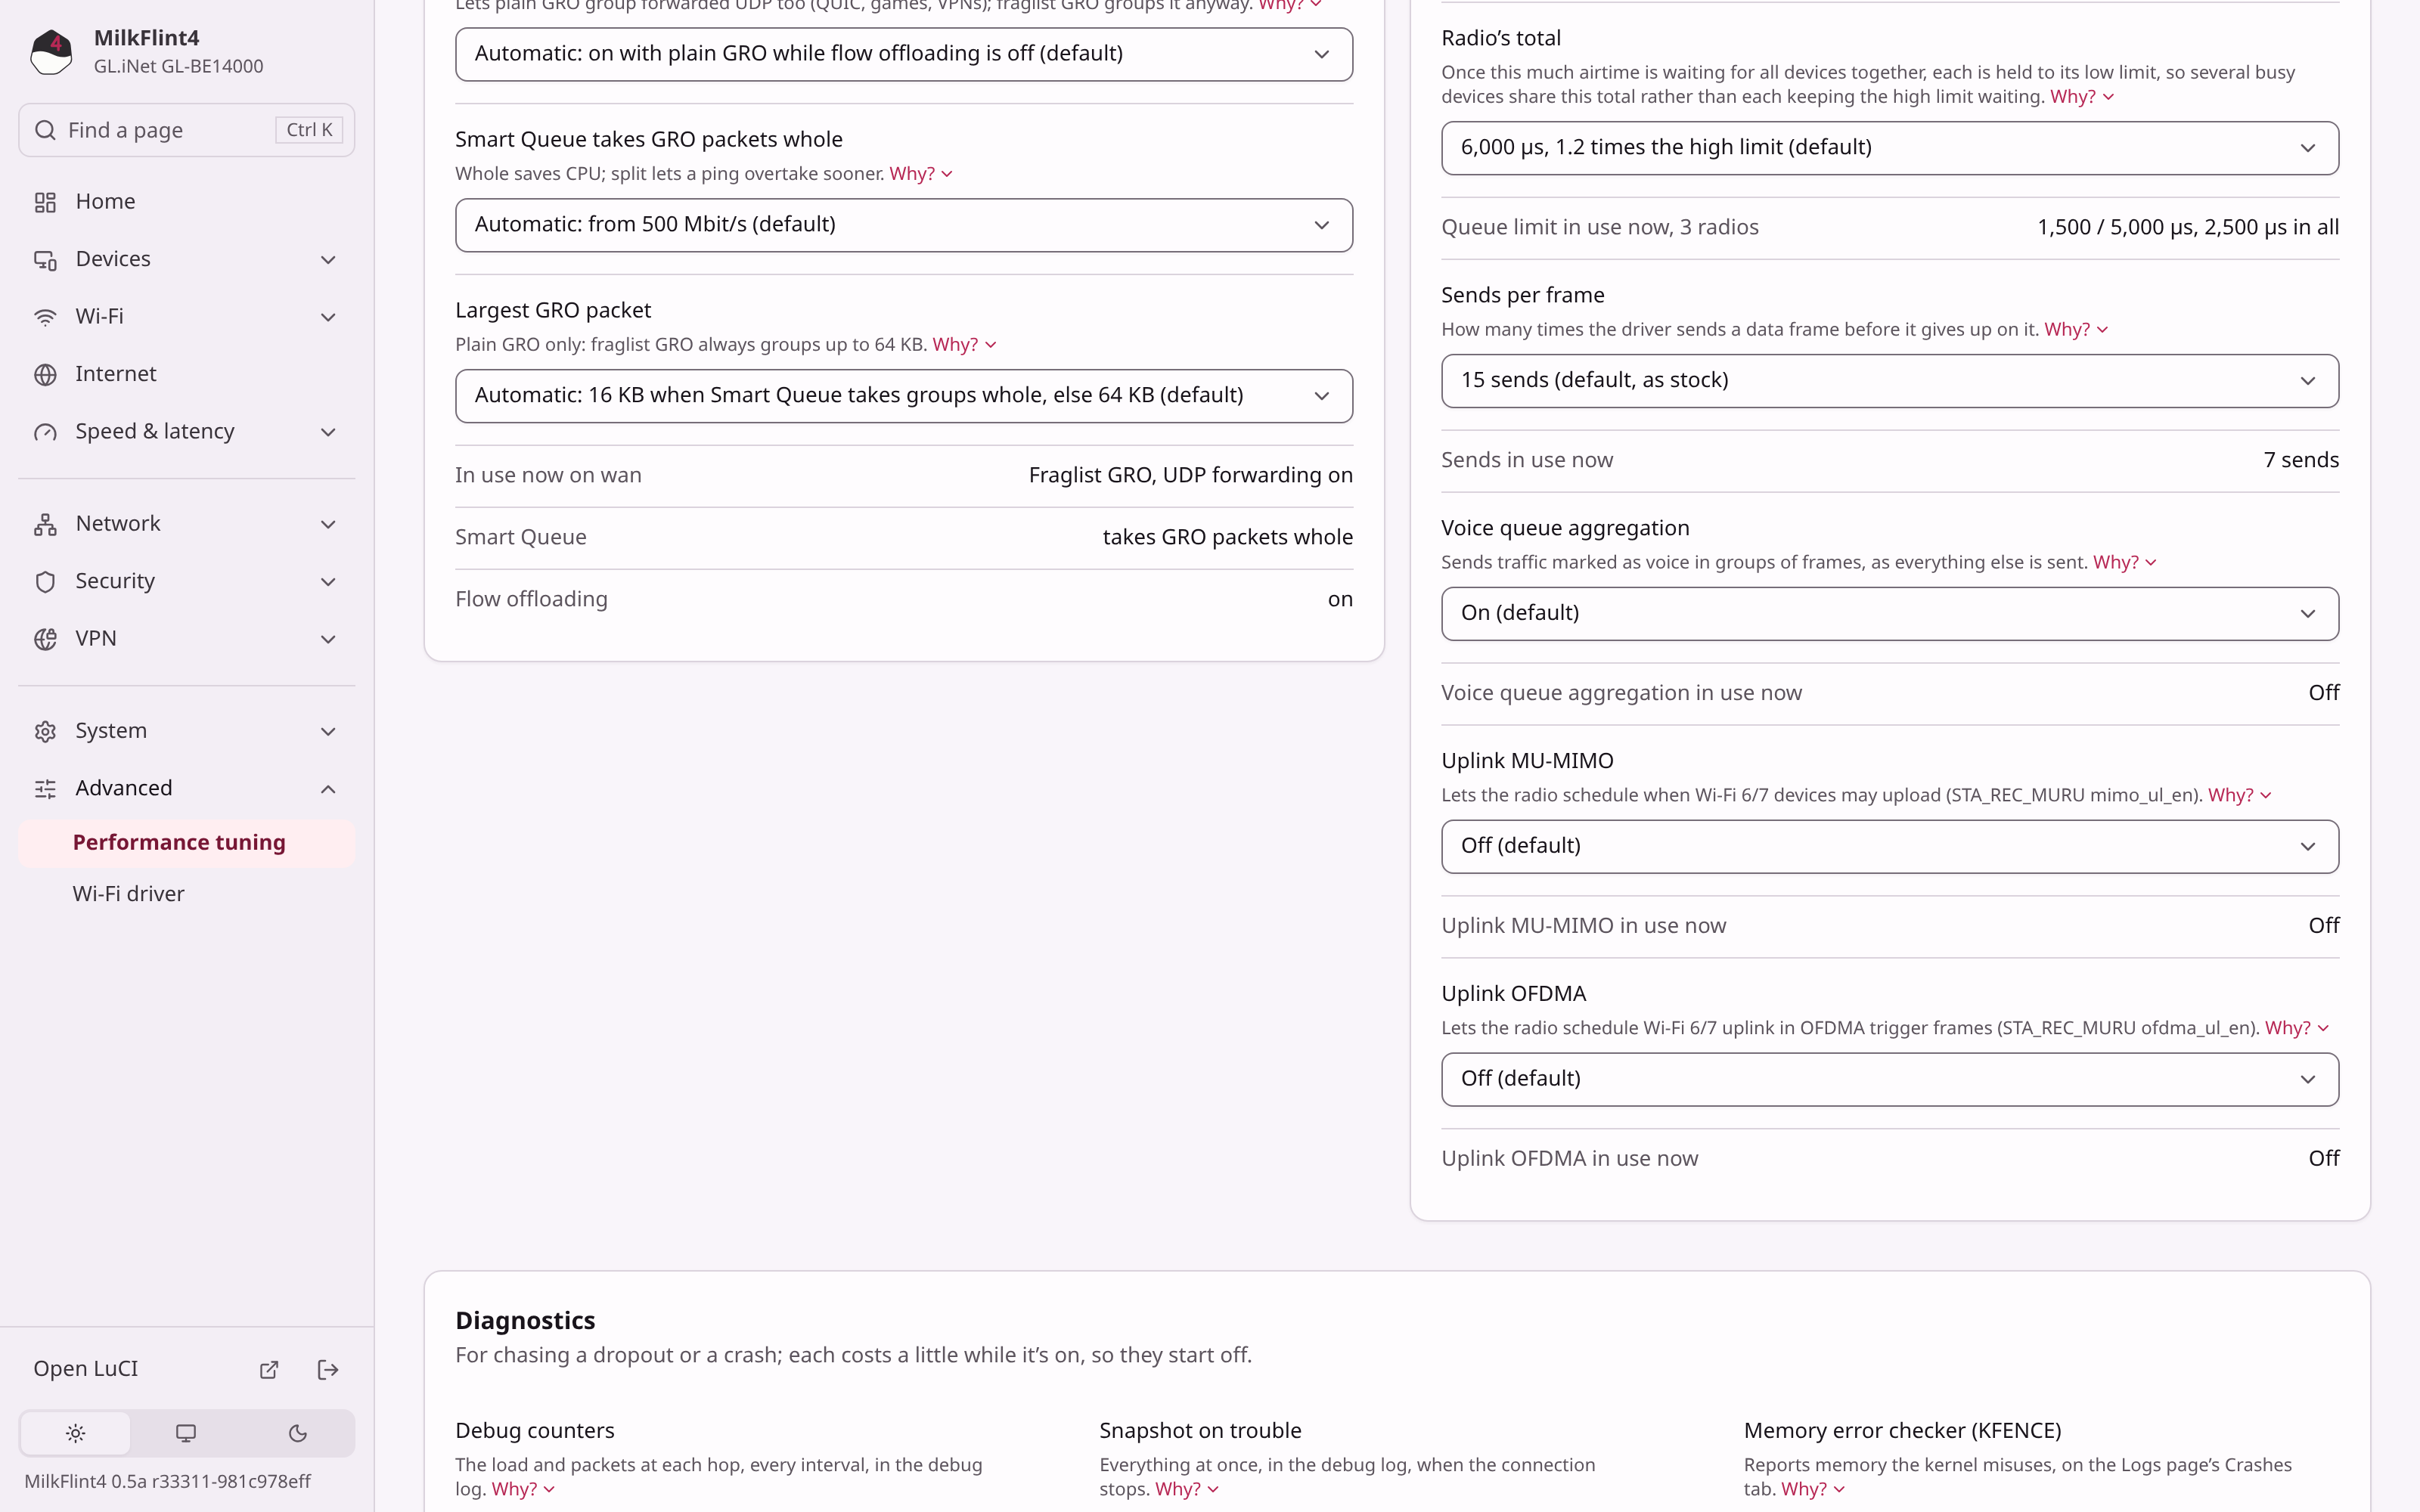 MilkFlint4
GL.iNet GL-BE14000
Find a page
Ctrl K
Home
Devices
Wi-Fi
Internet
Speed & latency
Network
Security
VPN
System
Advanced
Performance tuning
Wi-Fi driver
Open LuCI
MilkFlint4 0.5a r33311-981c978eff
Lets plain GRO group forwarded UDP too (QUIC, games, VPNs); fraglist GRO groups it anyway. Why?
Automatic: on with plain GRO while flow offloading is off (default)
Smart Queue takes GRO packets whole
Whole saves CPU; split lets a ping overtake sooner. Why?
Automatic: from 500 Mbit/s (default)
Largest GRO packet
Plain GRO only: fraglist GRO always groups up to 64 KB. Why?
Automatic: 16 KB when Smart Queue takes groups whole, else 64 KB (default)
In use now on wan
Fraglist GRO, UDP forwarding on
Smart Queue
takes GRO packets whole
Flow offloading
on
Radio’s total
Once this much airtime is waiting for all devices together, each is held to its low limit, so several busy
devices share this total rather than each keeping the high limit waiting. Why?
6,000 µs, 1.2 times the high limit (default)
Queue limit in use now, 3 radios
1,500 / 5,000 µs, 2,500 µs in all
Sends per frame
How many times the driver sends a data frame before it gives up on it. Why?
15 sends (default, as stock)
Sends in use now
7 sends
Voice queue aggregation
Sends traffic marked as voice in groups of frames, as everything else is sent. Why?
On (default)
Voice queue aggregation in use now
Off
Uplink MU-MIMO
Lets the radio schedule when Wi-Fi 6/7 devices may upload (STA_REC_MURU mimo_ul_en). Why?
Off (default)
Uplink MU-MIMO in use now
Off
Uplink OFDMA
Lets the radio schedule Wi-Fi 6/7 uplink in OFDMA trigger frames (STA_REC_MURU ofdma_ul_en). Why?
Off (default)
Uplink OFDMA in use now
Off
Diagnostics
For chasing a dropout or a crash; each costs a little while it’s on, so they start off.
Debug counters
The load and packets at each hop, every interval, in the debug
log. Why?
Snapshot on trouble
Everything at once, in the debug log, when the connection
stops. Why?
Memory error checker (KFENCE)
Reports memory the kernel misuses, on the Logs page’s Crashes
tab. Why?